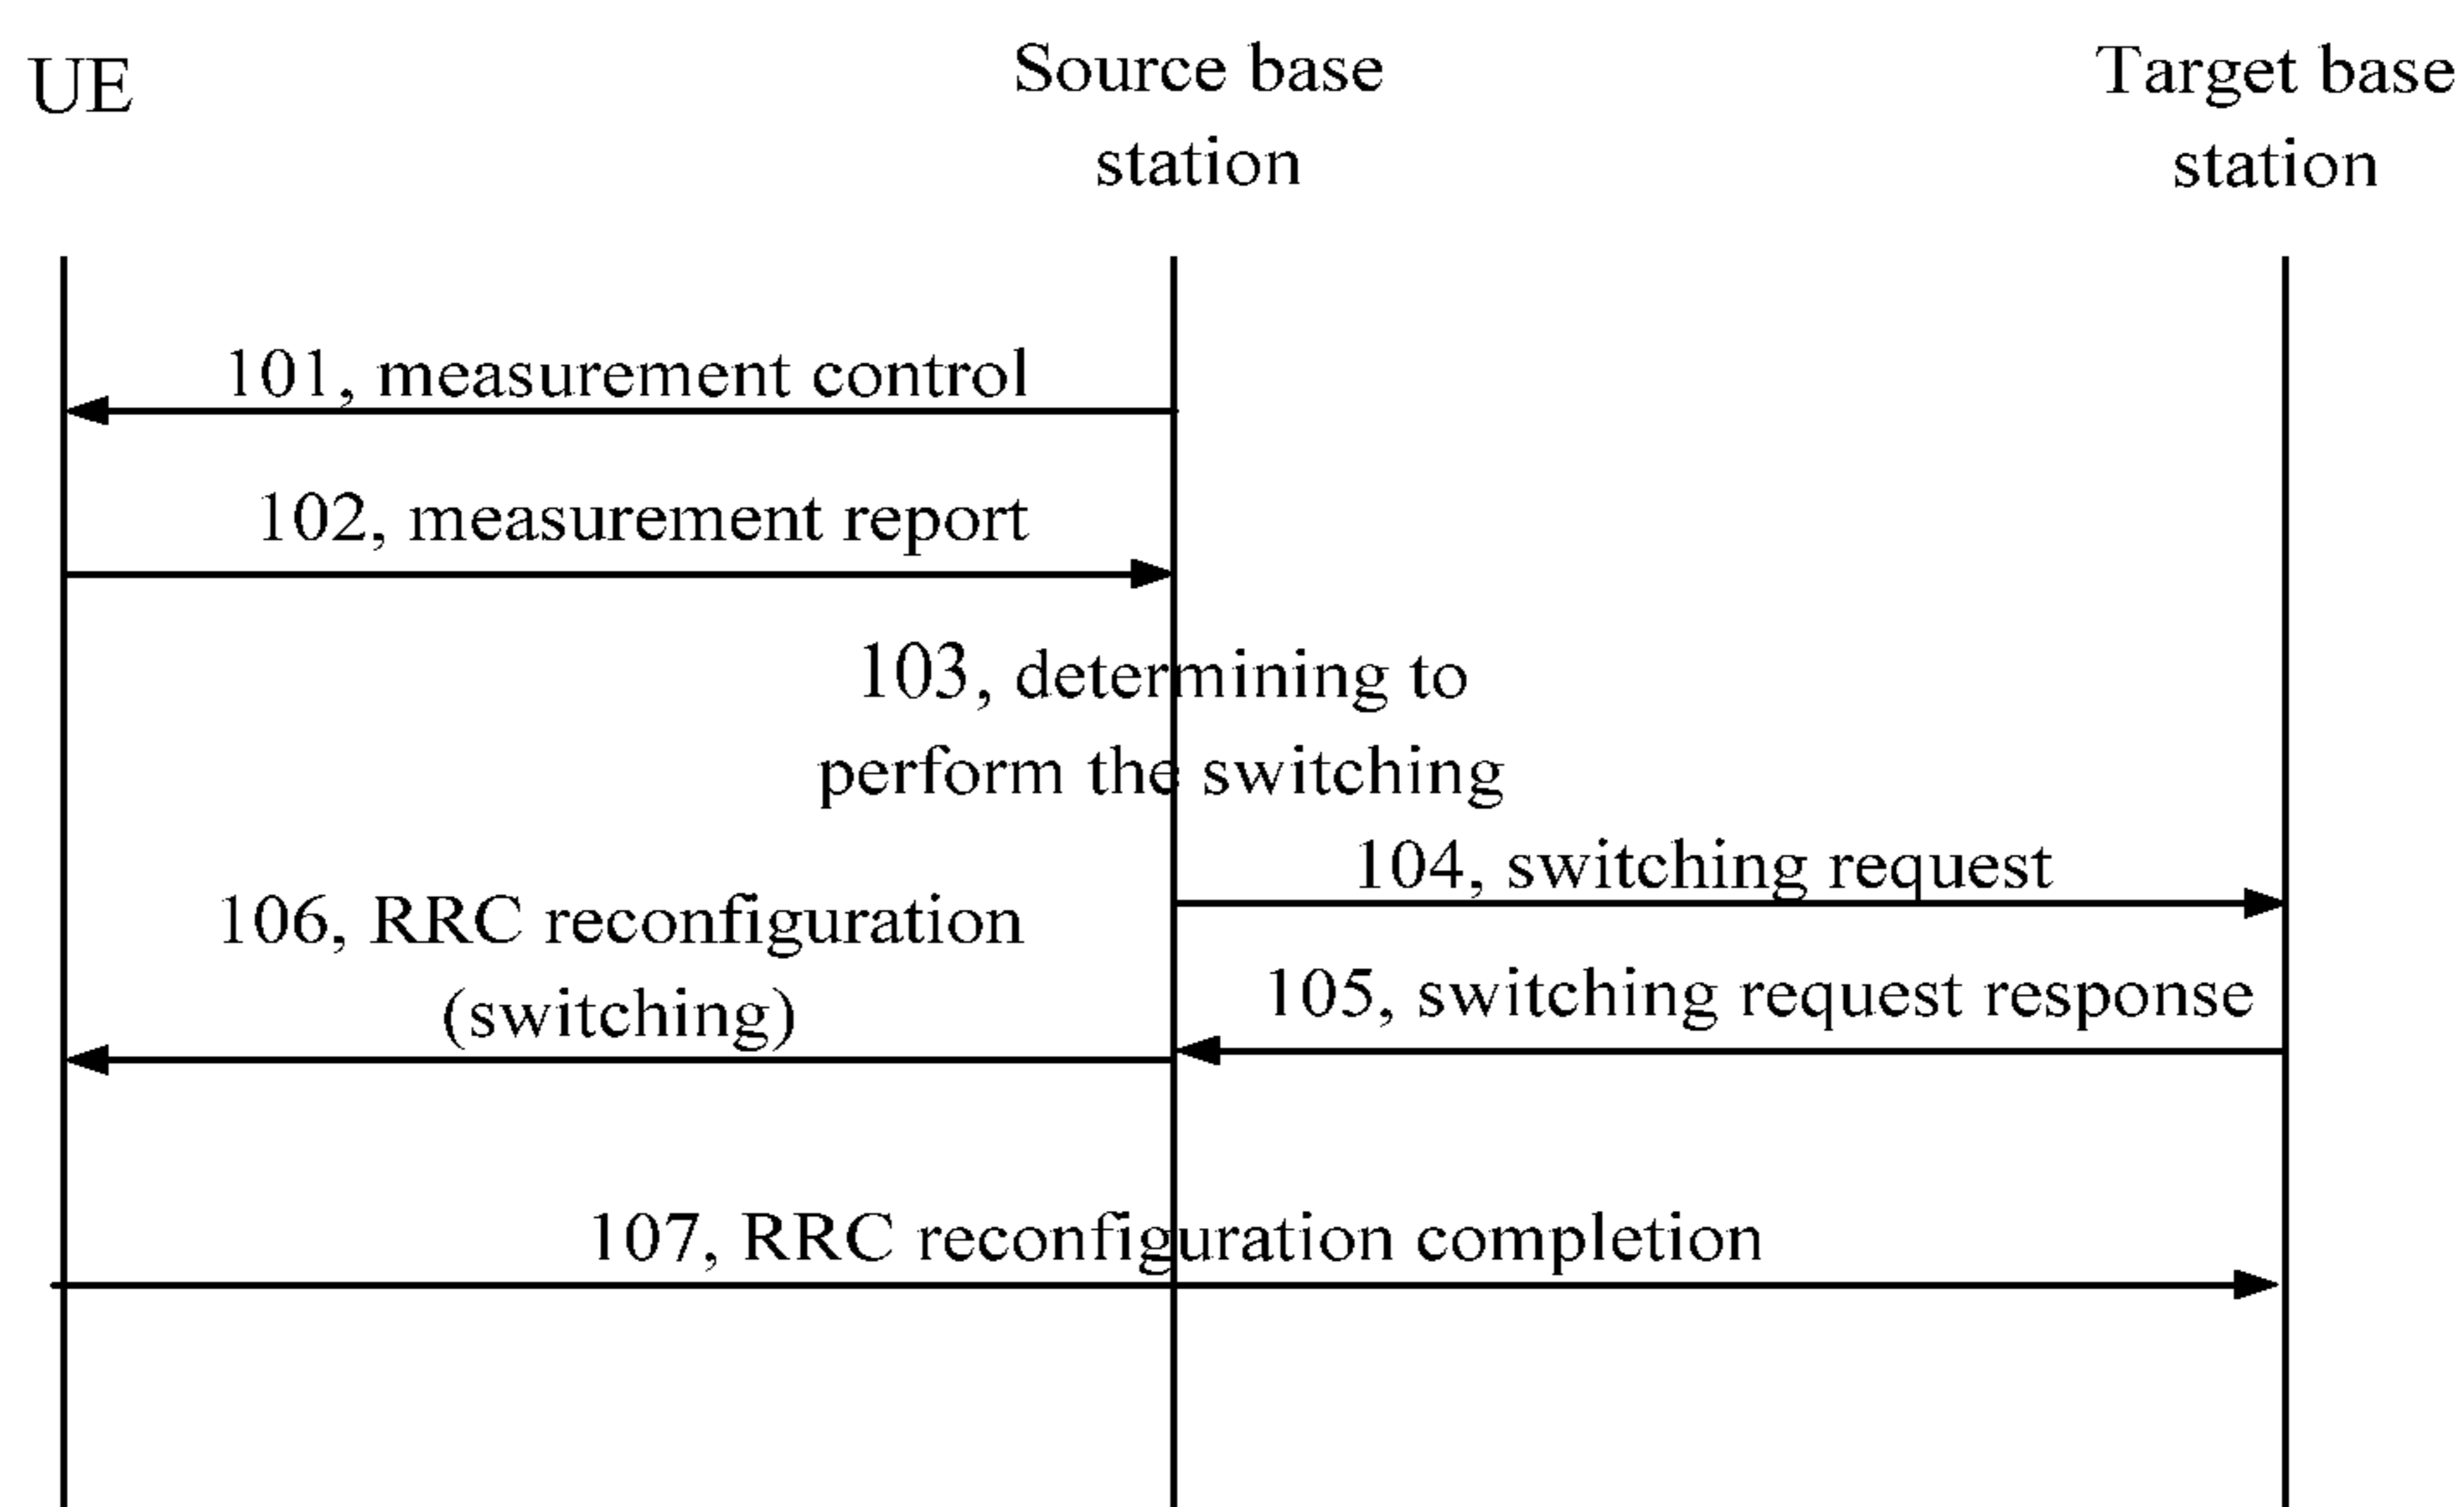 UE
Source base
station
Target base
station
101, measurement control
102, measurement report
103, determining to
perform the switching
104, switching request
105, switching request response
106, RRC reconfiguration
(switching)
107, RRC reconfiguration completion